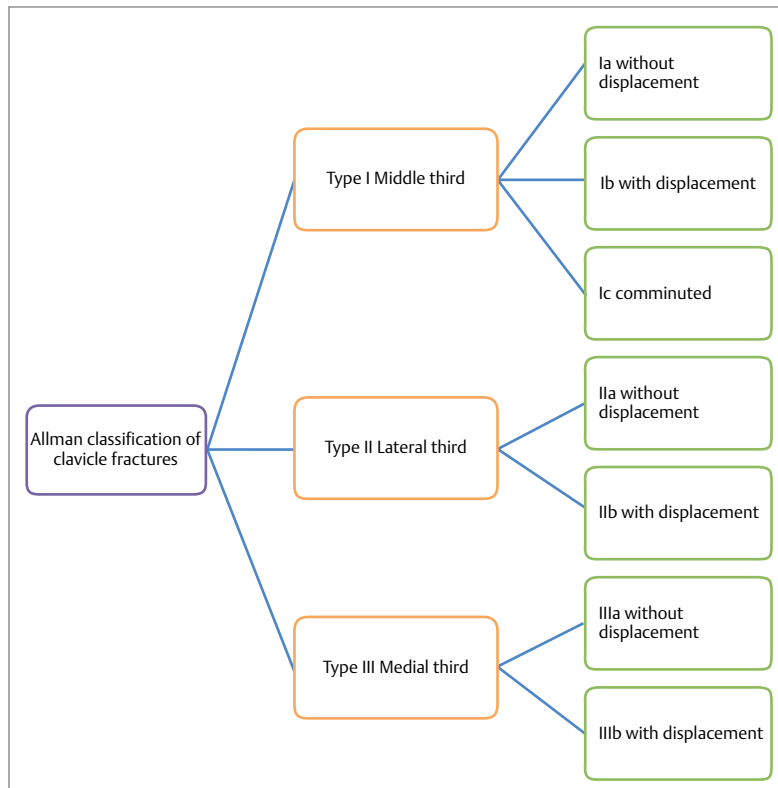 Allman classification of
clavicle fractures
Type I Middle third
Ia without
displacement
Ib with displacement
Ic comminuted
Type II Lateral third
IIa without
displacement
IIb with displacement
Type III Medial third
IIIa without
displacement
IIIb with displacement